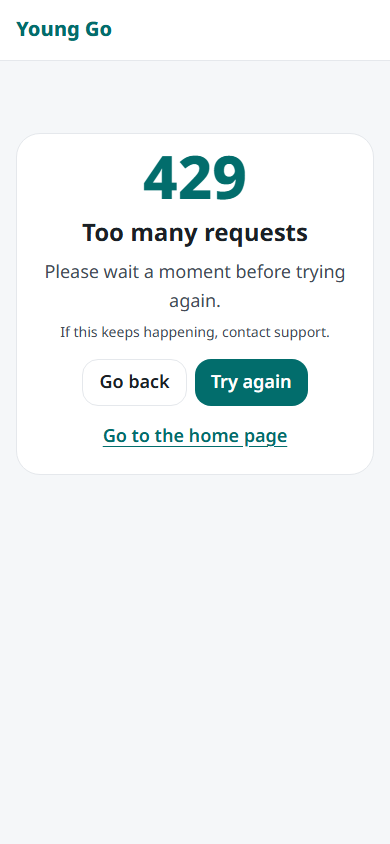 Young Go
429
Too many requests
Please wait a moment before trying
again.
If this keeps happening, contact support.
Go back
Try again
Go to the home page